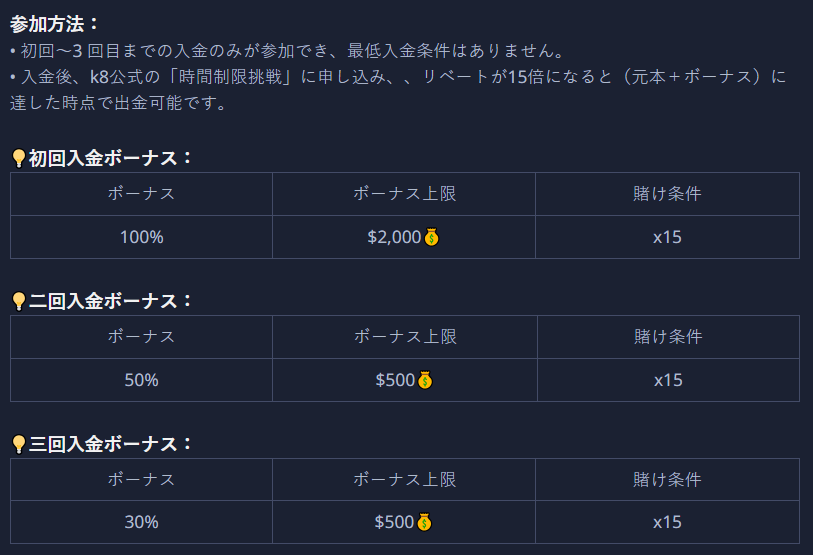 参加方法：
• 初回～3 回目までの入金のみが参加でき、最低入金条件はありません。
• 入金後、k8公式の「時間制限挑戦」に申し込み、、リベートが15倍になると（元本＋ボーナス）に
達した時点で出金可能です。
💡初回入金ボーナス：
ボーナス ボーナス上限 賭け条件
100% $2,000💰 x15
💡二回入金ボーナス：
ボーナス ボーナス上限 賭け条件
50% $500💰 x15
💡三回入金ボーナス：
ボーナス ボーナス上限 賭け条件
30% $500💰 x15